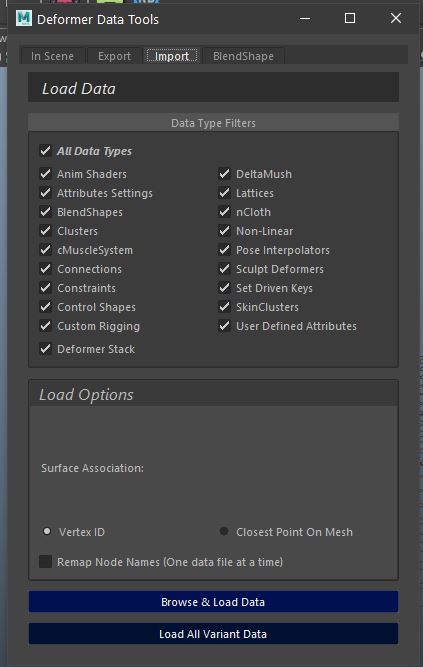 Deformer Data Tools
In Scene Export Import BlendShape
Load Data
Data Type Filters
All Data Types
Anim Shaders DeltaMush
Attributes Settings Lattices
BlendShapes nCloth
Clusters Non-Linear
cMuscleSystem Pose Interpolators
Connections Sculpt Deformers
Constraints Set Driven Keys
Control Shapes SkinClusters
Custom Rigging User Defined Attributes
Deformer Stack
Load Options
Surface Association:
Vertex ID Closest Point On Mesh
Remap Node Names (One data file at a time)
Browse & Load Data
Load All Variant Data